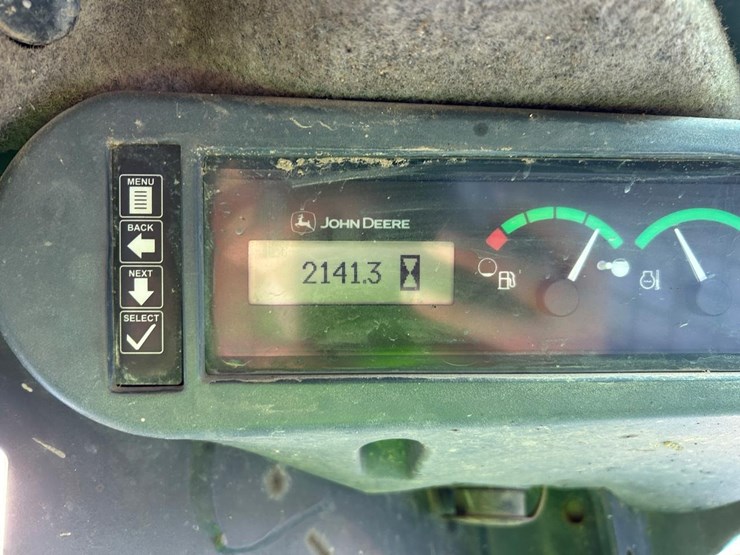 MENU
BACK
NEXT
SELECT
JOHN DEERE
2141.3